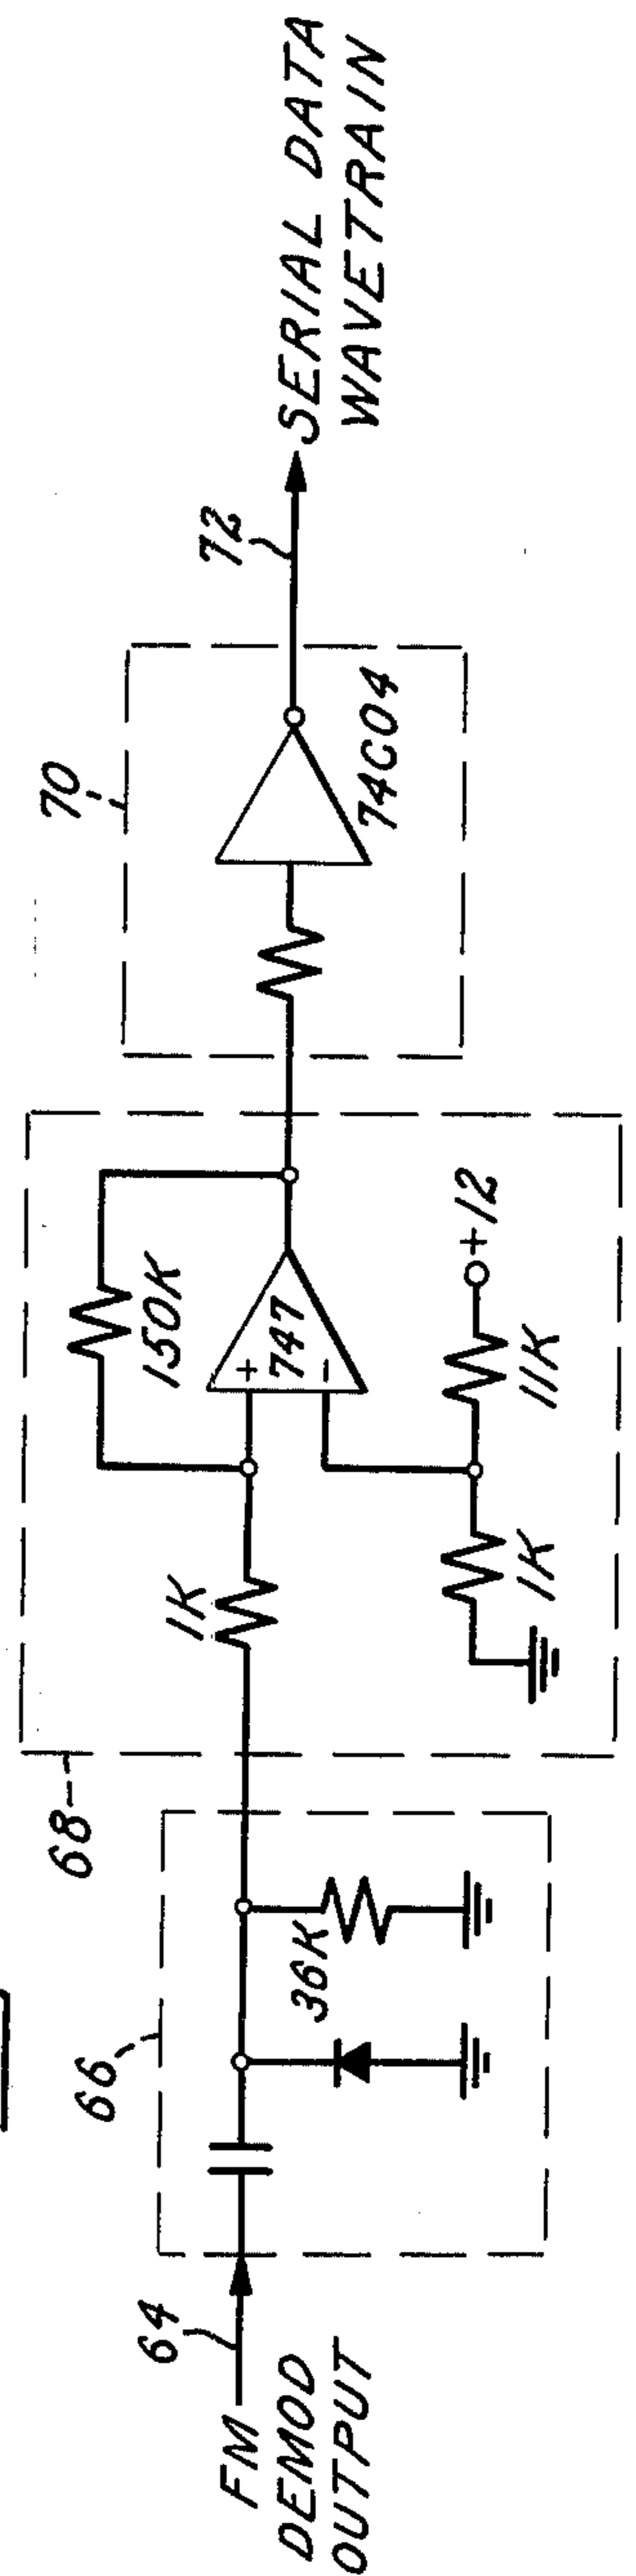 64
FM
DEMOD
OUTPUT
66
36K
68
1K
150K
+
747
-
1K
11K
+12
70
74C04
72
SERIAL DATA
WAVETRAIN